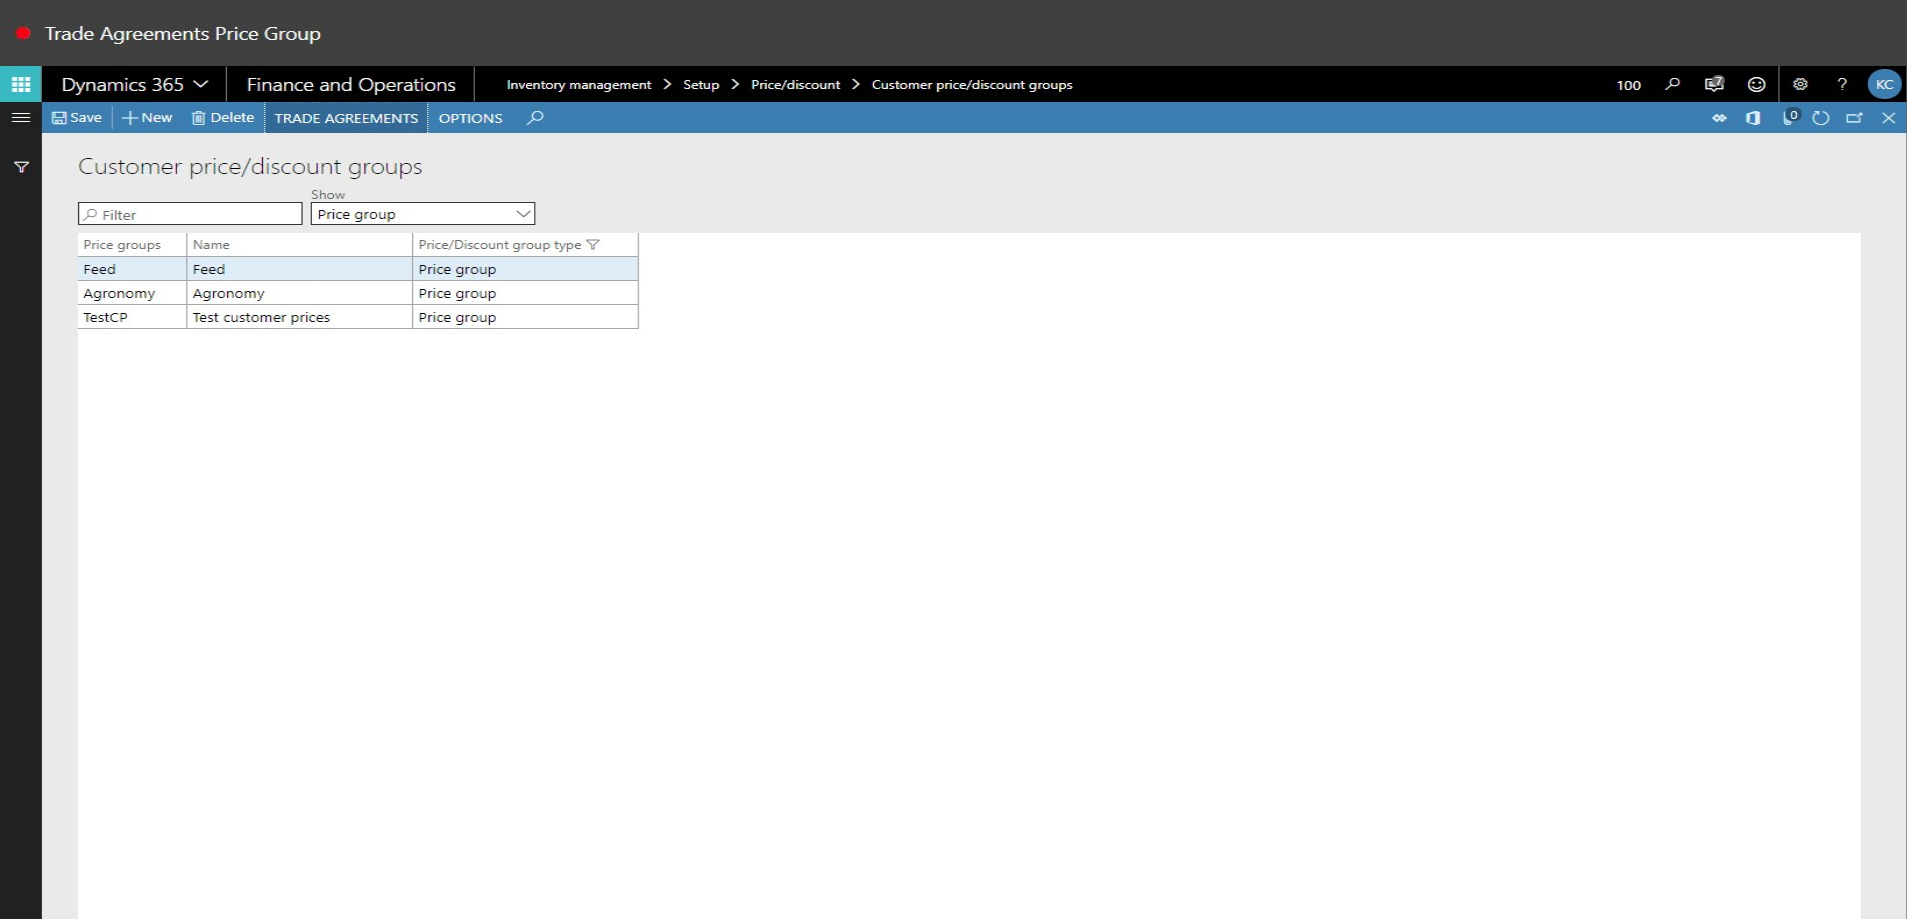 Trade Agreements Price Group
Dynamics 365 Finance and Operations Inventory management > Setup > Price/discount > Customer price/discount groups 100 7 ? KC
Save New Delete TRADE AGREEMENTS OPTIONS 0
Customer price/discount groups
Show
Filter Price group
Price groups Name Price/Discount group type
Feed Feed Price group
Agronomy Agronomy Price group
TestCP Test customer prices Price group